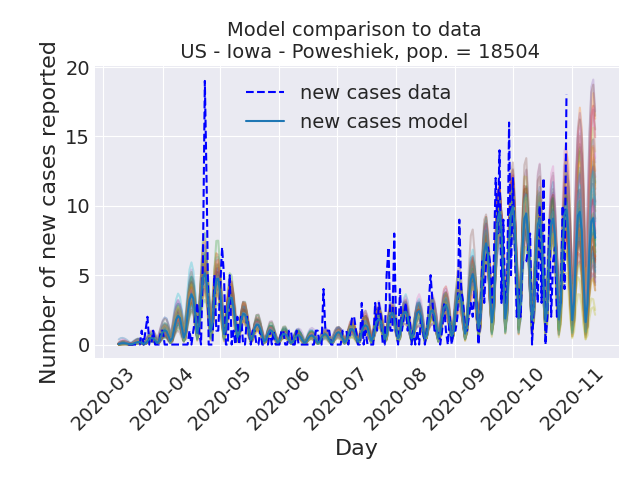 Model comparison to data
US - Iowa - Poweshiek, pop. = 18504
Number of new cases reported
20
15
10
5
0
new cases data
new cases model
2020-03
2020-04
2020-05
2020-06
2020-07
2020-08
2020-09
2020-10
2020-11
Day